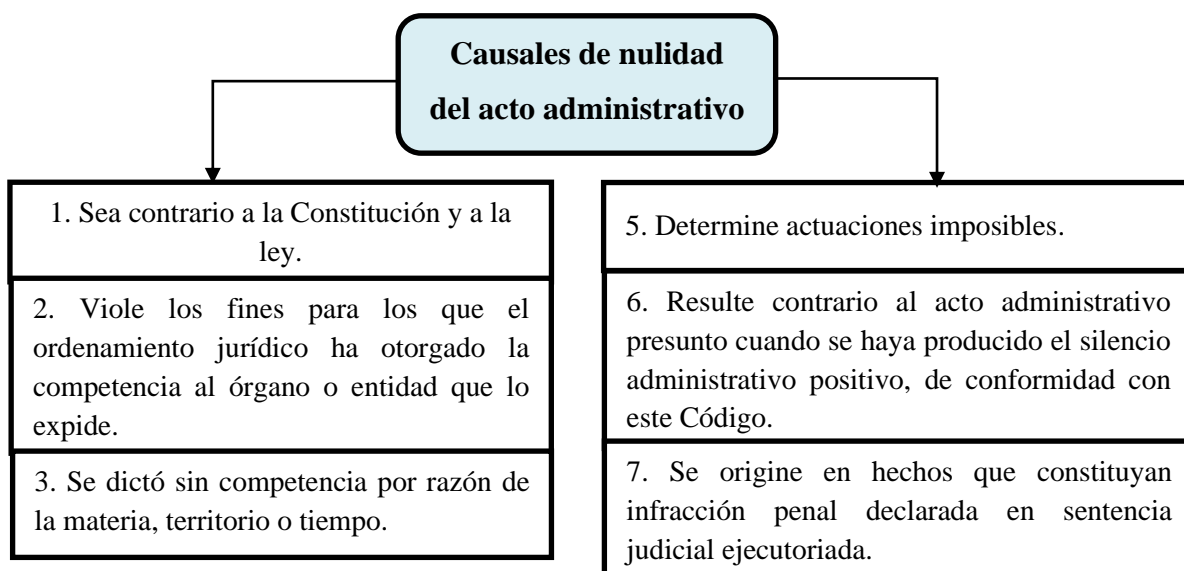 Causales de nulidad
del acto administrativo
1. Sea contrario a la Constitución y a la
ley.
2. Viole los fines para los que el
ordenamiento jurídico ha otorgado la
competencia al órgano o entidad que lo
expide.
3. Se dictó sin competencia por razón de
la materia, territorio o tiempo.
5. Determine actuaciones imposibles.
6. Resulte contrario al acto administrativo
presunto cuando se haya producido el silencio
administrativo positivo, de conformidad con
este Código.
7. Se origine en hechos que constituyan
infracción penal declarada en sentencia
judicial ejecutoriada.